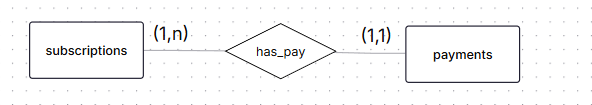 subscriptions
(1,n)
has_pay
(1,1)
payments